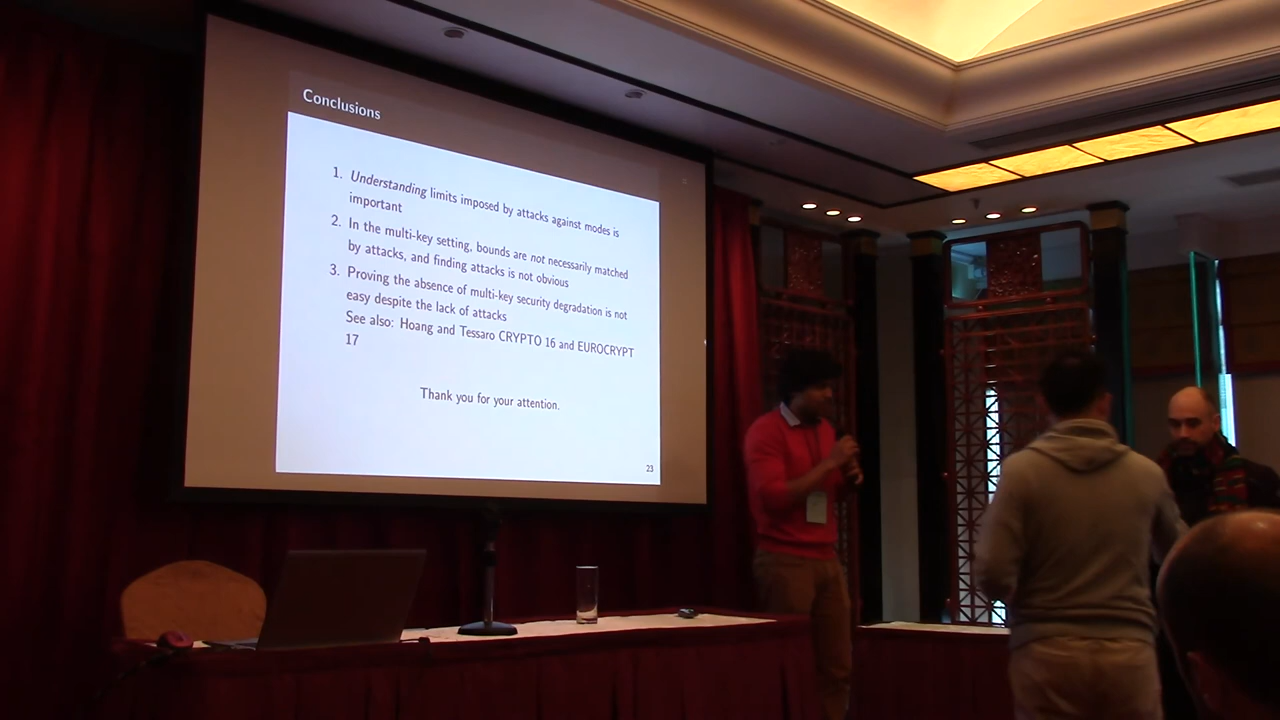 Conclusions
1. Understanding limits imposed by attacks against modes is
important
2. In the multi-key setting, bounds are not necessarily matched
by attacks, and finding attacks is not obvious
3. Proving the absence of multi-key security degradation is not
easy despite the lack of attacks
See also: Hoang and Tessaro CRYPTO 16 and EUROCRYPT
17
Thank you for your attention.
23